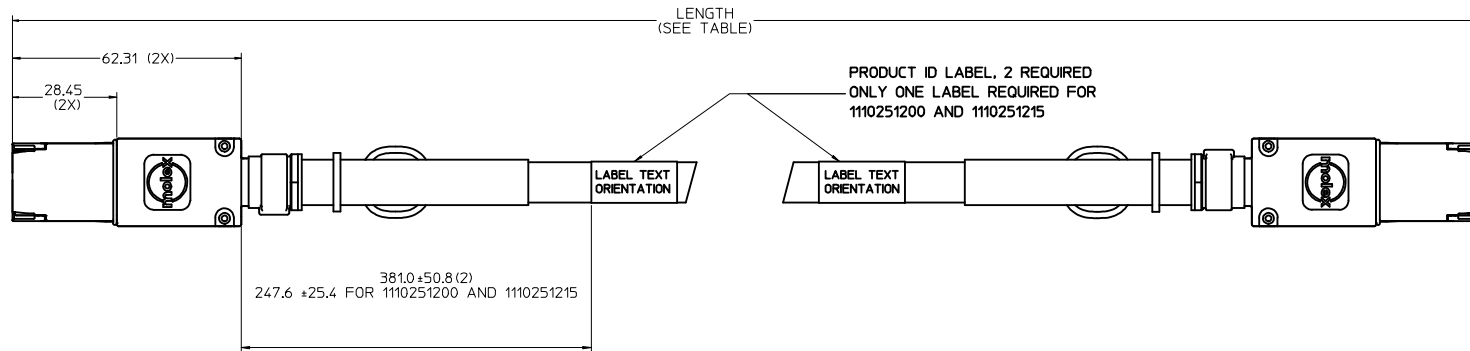 LENGTH
(SEE TABLE)
62.31 (2X)
28.45
(2X)
PRODUCT ID LABEL, 2 REQUIRED
ONLY ONE LABEL REQUIRED FOR
1110251200 AND 1110251215
molex
LABEL TEXT
ORIENTATION
LABEL TEXT
ORIENTATION
molex
381.0±50.8(2)
247.6 ±25.4 FOR 1110251200 AND 1110251215